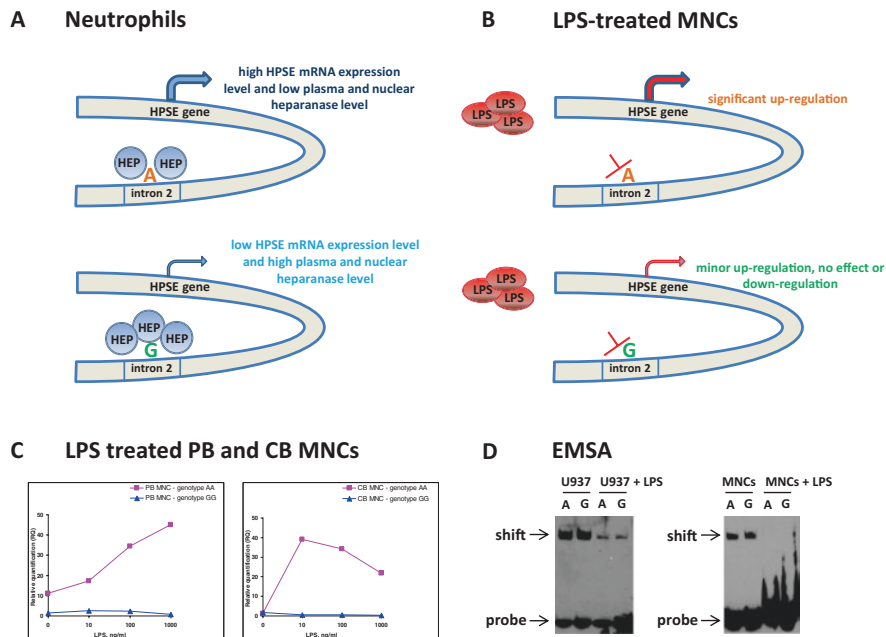 A Neutrophils
high HPSE mRNA expression
level and low plasma and nuclear
heparanase level
HPSE gene
HEP HEP
A
intron 2
low HPSE mRNA expression level
and high plasma and nuclear
heparanase level
HPSE gene
HEP HEP HEP
G
intron 2
B LPS-treated MNCs
LPS
LPS
LPS
significant up-regulation
HPSE gene
A
intron 2
LPS
LPS
LPS
minor up-regulation, no effect or
down-regulation
HPSE gene
G
intron 2
C LPS treated PB and CB MNCs
PB MNC - genotype AA
PB MNC - genotype GG
Relative quantification (RQ)
50
40
30
20
10
0
0 10 100 1000
LPS, ng/ml
CB MNC - genotype AA
CB MNC - genotype GG
Relative quantification (RQ)
50
40
30
20
10
0
0 10 100 1000
LPS, ng/ml
D EMSA
U937 U937 + LPS
A G A G
shift
probe
MNCs MNCs + LPS
A G A G
shift
probe